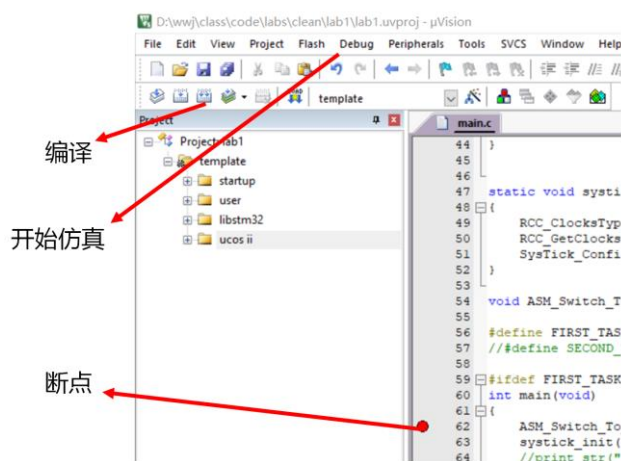 D:\wwj\class\code\labs\clean\lab1\lab1.uvproj - µVision
File Edit View Project Flash Debug Peripherals Tools SVCS Window Help
template
Project
main.c
Project: lab1
template
startup
user
libstm32
ucos ii
编译
开始仿真
断点
44 }
45
46
47 static void systi
48 {
49 RCC_ClocksTyp
50 RCC_GetClocks
51 SysTick_Confi
52 }
53
54 void ASM_Switch_T
55
56 #define FIRST_TAS
57 //#define SECOND_
58
59 #ifdef FIRST_TASK
60 int main(void)
61 {
62 ASM_Switch_To
63 systick_init(
64 //print_str("